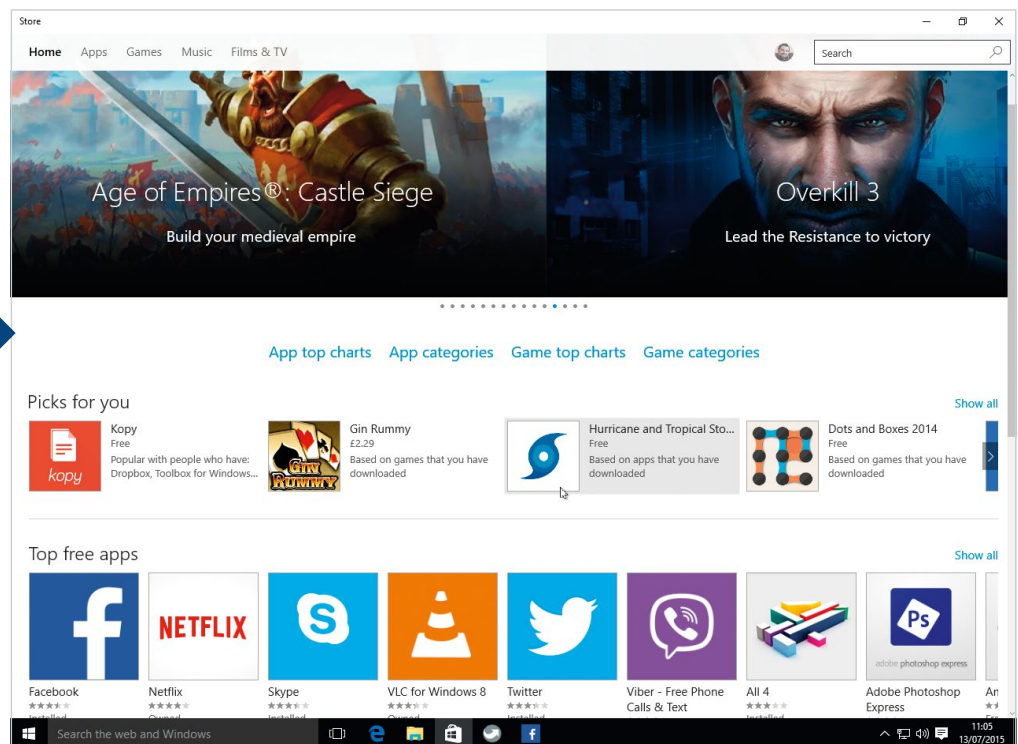 Store
Home Apps Games Music Films & TV
Search
Age of Empires®: Castle Siege
Build your medieval empire
Overkill 3
Lead the Resistance to victory
App top charts App categories Game top charts Game categories
Picks for you
Show all
kopy
Kopy
Free
Popular with people who have:
Dropbox, Toolbox for Windows...
GIN
RUMMY
Gin Rummy
£2.29
Based on games that you have
downloaded
Hurricane and Tropical Sto...
Free
Based on apps that you have
downloaded
Dots and Boxes 2014
Free
Based on games that you have
downloaded
Top free apps
Show all
f
NETFLIX
S
Ps
adobe photoshop express
Facebook
Installed
Netflix
Owned
Skype
Installed
VLC for Windows 8
Owned
Twitter
Installed
Viber - Free Phone
Calls & Text
All 4
Adobe Photoshop
Express
Search the web and Windows
e
f
11:05
13/07/2015